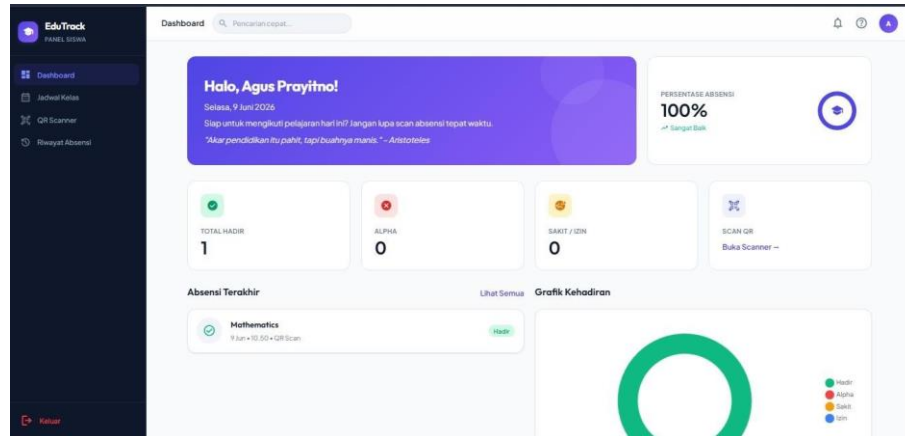 EduTrack
PANEL SISWA
Dashboard
Jadwal Kelas
QR Scanner
Riwayat Absensi
Keluar
Dashboard
Pencarian cepat...
A
Halo, Agus Prayitno!
Selasa, 9 Juni 2026
Siap untuk mengikuti pelajaran hari ini? Jangan lupa scan absensi tepat waktu.
"Akar pendidikan itu pahit, tapi buahnya manis." - Aristoteles
PERSENTASE ABSENSI
100%
Sangat Baik
TOTAL HADIR
1
ALPHA
0
SAKIT / IZIN
0
SCAN QR
Buka Scanner →
Absensi Terakhir
Lihat Semua
Mathematics
9 Jun • 10.50 • QR Scan
Hadir
Grafik Kehadiran
Hadir
Alpha
Sakit
Izin